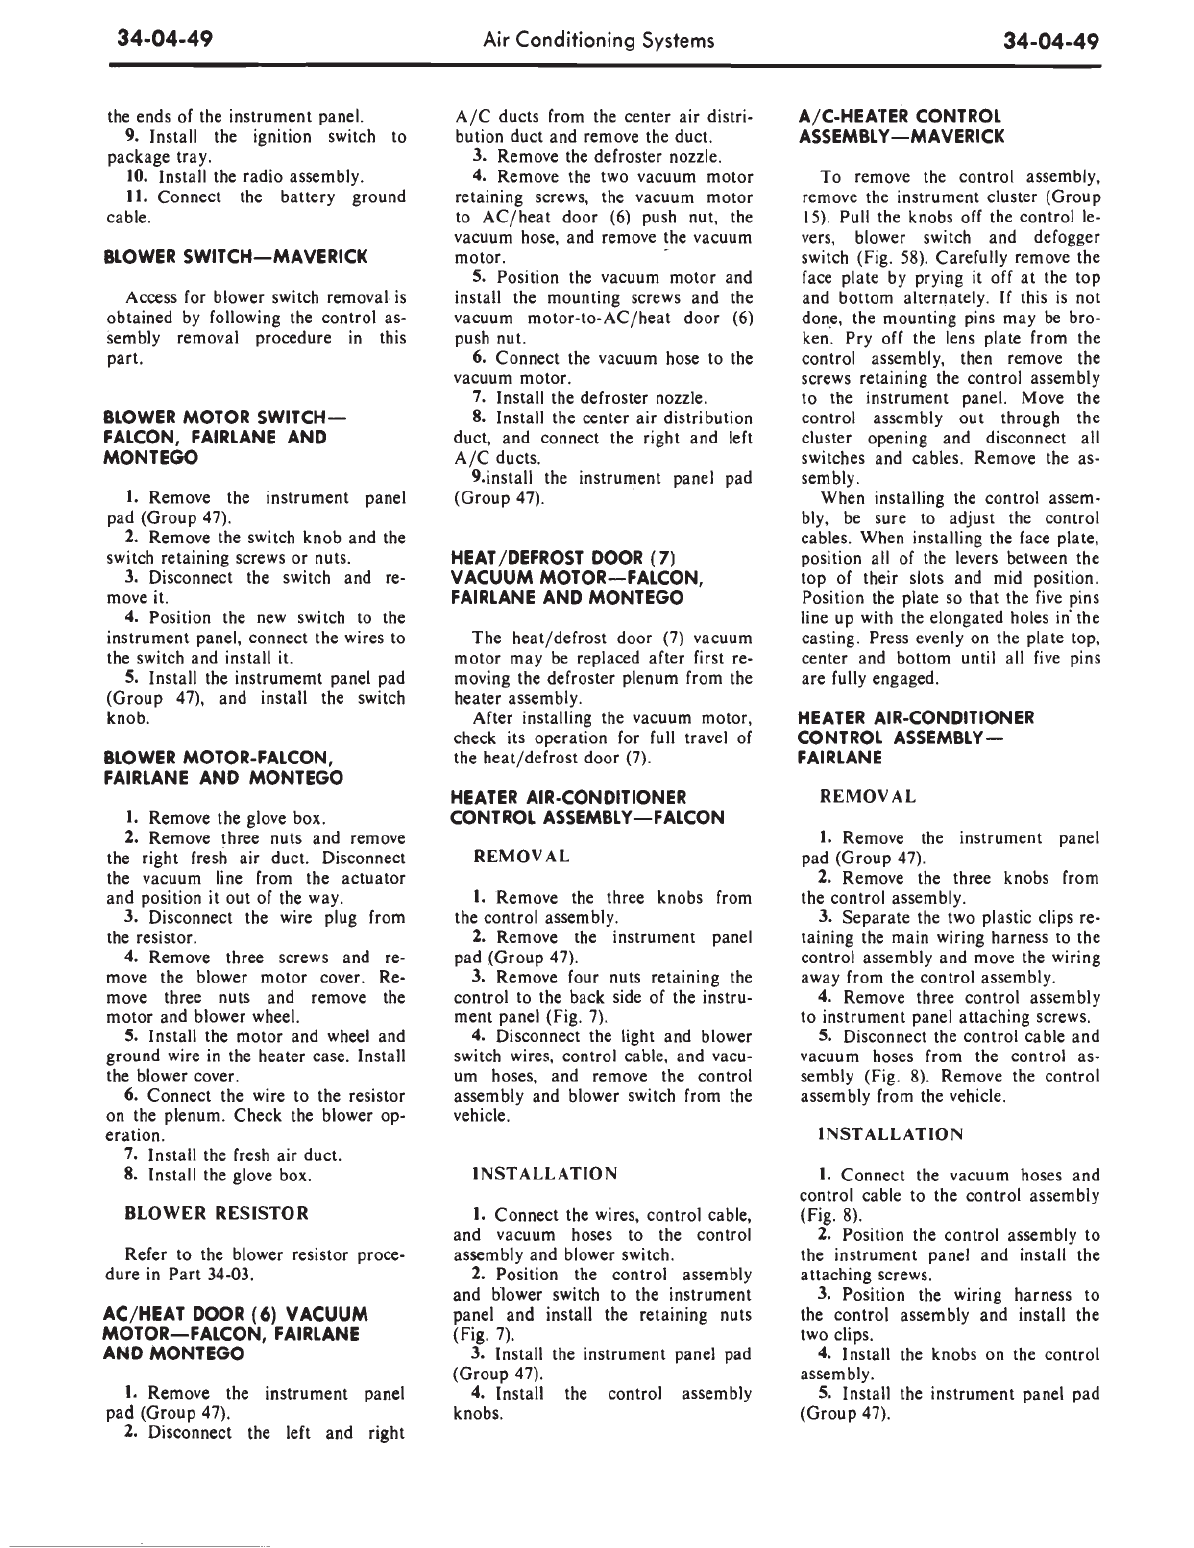 34-04-49
Air Conditioning Systems
34-04-49
the ends of the instrument panel.
9. Install the ignition switch to
package tray.
10. Install the radio assembly.
11. Connect the battery ground
cable.
BLOWER SWITCH—MAVERICK
Access for blower switch removal is
obtained by following the control as-
sembly removal procedure in this
part.
BLOWER MOTOR SWITCH—
FALCON, FAIRLANE AND
MONTEGO
1. Remove the instrument panel
pad (Group 47).
2. Remove the switch knob and the
switch retaining screws or nuts.
3. Disconnect the switch and re-
move it.
4. Position the new switch to the
instrument panel, connect the wires to
the switch and install it.
5. Install the instrumemt panel pad
(Group 47), and install the switch
knob.
BLOWER MOTOR-FALCON,
FAIRLANE AND MONTEGO
1. Remove the glove box.
2. Remove three nuts and remove
the right fresh air duct. Disconnect
the vacuum line from the actuator
and position it out of the way.
3. Disconnect the wire plug from
the resistor.
4. Remove three screws and re-
move the blower motor cover. Re-
move three nuts and remove the
motor and blower wheel.
5. Install the motor and wheel and
ground wire in the heater case. Install
the blower cover.
6. Connect the wire to the resistor
on the plenum. Check the blower op-
eration.
7. Install the fresh air duct.
8. Install the glove box.
BLOWER RESISTOR
Refer to the blower resistor proce-
dure in Part 34-03.
AC/HEAT DOOR (6) VACUUM
MOTOR—FALCON, FAIRLANE
AND MONTEGO
1. Remove the instrument panel
pad (Group 47).
2. Disconnect the left and right
A/C ducts from the center air distri-
bution duct and remove the duct.
3. Remove the defroster nozzle.
4. Remove the two vacuum motor
retaining screws, the vacuum motor
to AC/heat door (6) push nut, the
vacuum hose, and remove the vacuum
motor.
5. Position the vacuum motor and
install the mounting screws and the
vacuum motor-to-AC/heat door (6)
push nut.
6. Connect the vacuum hose to the
vacuum motor.
7. Install the defroster nozzle.
8. Install the center air distribution
duct, and connect the right and left
A/C ducts.
9.install the instrument panel pad
(Group 47).
HEAT/DEFROST DOOR (7)
VACUUM MOTOR—FALCON,
FAIRLANE AND MONTEGO
The heat/defrost door (7) vacuum
motor may be replaced after first re-
moving the defroster plenum from the
heater assembly.
After installing the vacuum motor,
check its operation for full travel of
the heat/defrost door (7).
HEATER AIR-CONDITIONER
CONTROL ASSEMBLY—FALCON
REMOVAL
1. Remove the three knobs from
the control assembly.
2. Remove the instrument panel
pad (Group 47).
3. Remove four nuts retaining the
control to the back side of the instru-
ment panel (Fig. 7).
4. Disconnect the light and blower
switch wires, control cable, and vacu-
um hoses, and remove the control
assembly and blower switch from the
vehicle.
INSTALLATION
1. Connect the wires, control cable,
and vacuum hoses to the control
assembly and blower switch.
2. Position the control assembly
and blower switch to the instrument
panel and install the retaining nuts
(Fig. 7).
3. Install the instrument panel pad
(Group 47).
4. Install the control assembly
knobs.
A/C-HEATER CONTROL
ASSEMBLY—MAVERICK
To remove the control assembly,
remove the instrument cluster (Group
15). Pull the knobs off the control le-
vers, blower switch and defogger
switch (Fig. 58). Carefully remove the
face plate by prying it off at the top
and bottom alternately. If this is not
done, the mounting pins may be bro-
ken. Pry off the lens plate from the
control assembly, then remove the
screws retaining the control assembly
to the instrument panel. Move the
control assembly out through the
cluster opening and disconnect all
switches and cables. Remove the as-
sembly.
When installing the control assem-
bly, be sure to adjust the control
cables. When installing the face plate,
position all of the levers between the
top of their slots and mid position.
Position the plate so that the five pins
line up with the elongated holes in the
casting. Press evenly on the plate top,
center and bottom until all five pins
are fully engaged.
HEATER AIR-CONDITIONER
CONTROL ASSEMBLY—
FAIRLANE
REMOVAL
1. Remove the instrument panel
pad (Group 47).
2. Remove the three knobs from
the control assembly.
3. Separate the two plastic clips re-
taining the main wiring harness to the
control assembly and move the wiring
away from the control assembly.
4. Remove three control assembly
to instrument panel attaching screws.
5. Disconnect the control cable and
vacuum hoses from the control as-
sembly (Fig. 8). Remove the control
assembly from the vehicle.
INSTALLATION
1. Connect the vacuum hoses and
control cable to the control assembly
(Fig. 8).
2. Position the control assembly to
the instrument panel and install the
attaching screws.
3. Position the wiring harness to
the control assembly and install the
two clips.
4. Install the knobs on the control
assembly.
5. Install the instrument panel pad
(Group 47).